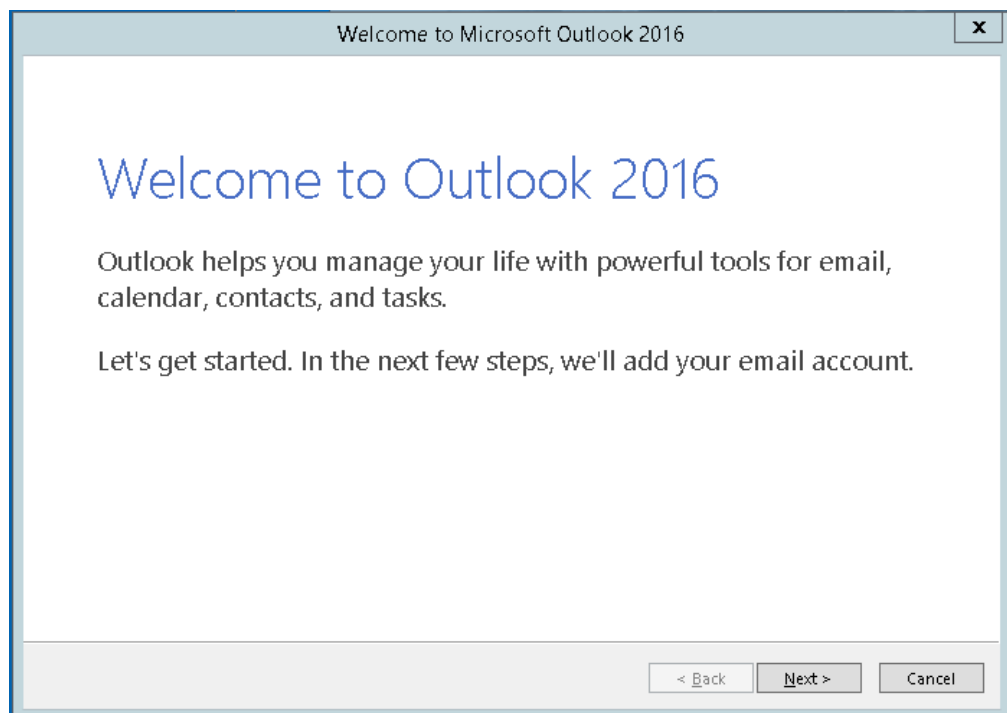 Welcome to Microsoft Outlook 2016
x
Welcome to Outlook 2016
Outlook helps you manage your life with powerful tools for email,
calendar, contacts, and tasks.
Let's get started. In the next few steps, we'll add your email account.
< Back Next > Cancel